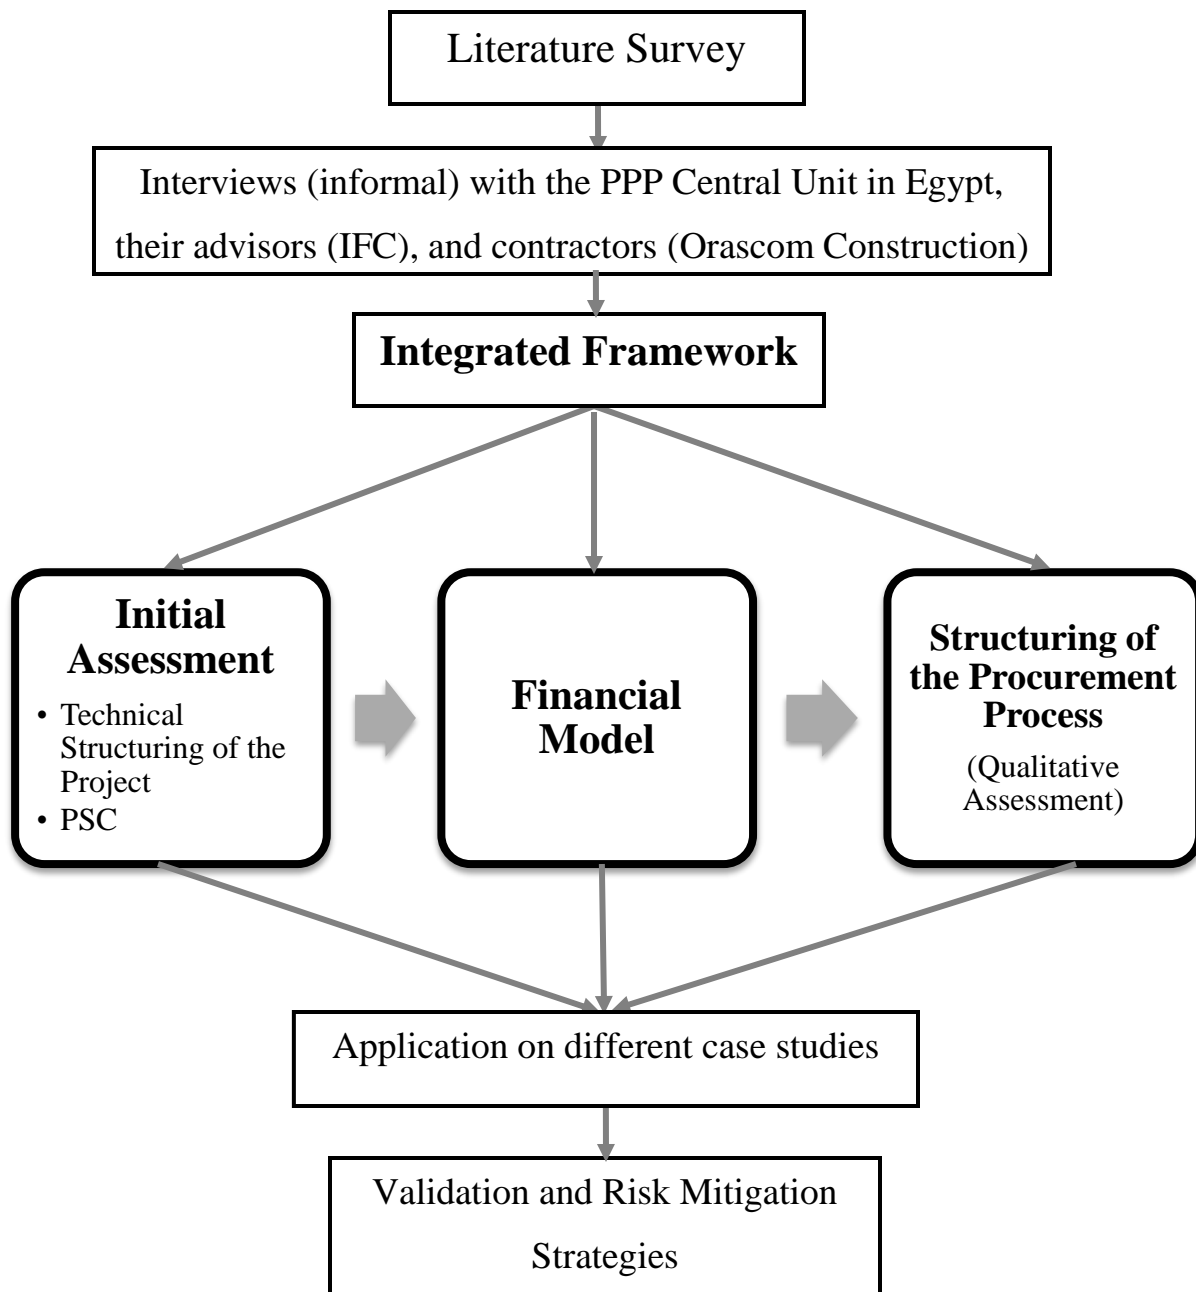 Literature Survey
Interviews (informal) with the PPP Central Unit in Egypt,
their advisors (IFC), and contractors (Orascom Construction)
Integrated Framework
Initial
Assessment
• Technical
Structuring of the
Project
• PSC
Financial
Model
Structuring of
the Procurement
Process
(Qualitative
Assessment)
Application on different case studies
Validation and Risk Mitigation
Strategies